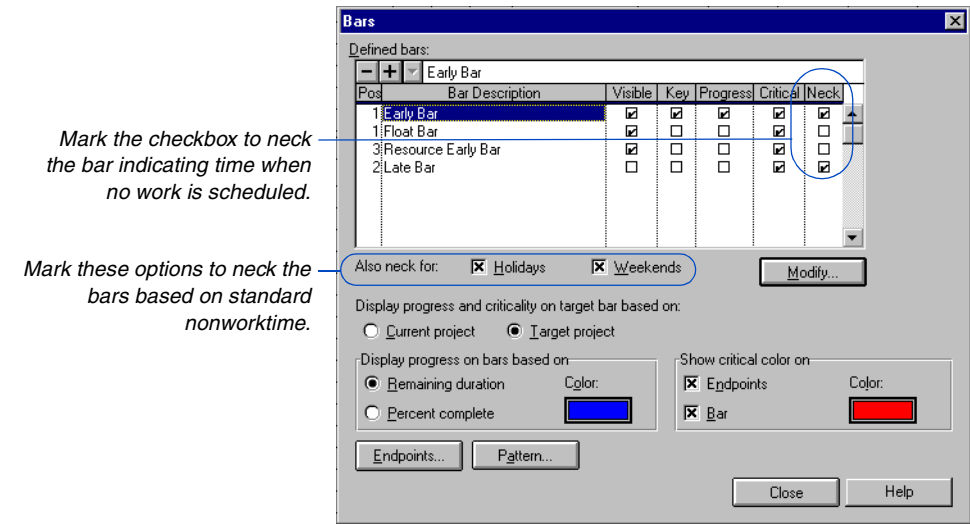 Bars
Defined bars:
Early Bar
Pos Bar Description Visible Key Progress Critical Neck
1 Early Bar
1 Float Bar
3 Resource Early Bar
2 Late Bar
Mark the checkbox to neck
the bar indicating time when
no work is scheduled.
Mark these options to neck the
bars based on standard
nonworktime.
Also neck for: Holidays Weekends
Modify...
Display progress and criticality on target bar based on:
Current project Target project
Display progress on bars based on
Remaining duration Color:
Percent complete
Show critical color on
Endpoints Color:
Bar
Endpoints... Pattern...
Close Help